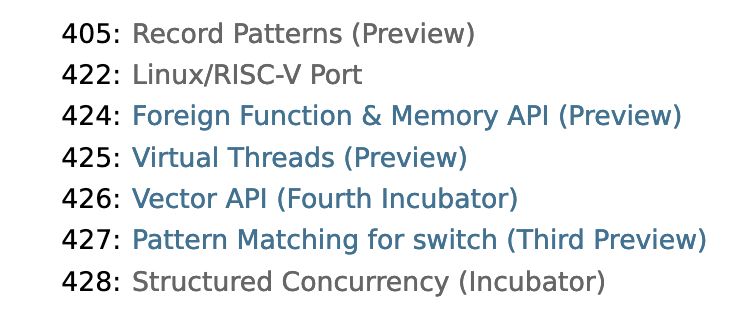 405: Record Patterns (Preview)
422: Linux/RISC-V Port
424: Foreign Function & Memory API (Preview)
425: Virtual Threads (Preview)
426: Vector API (Fourth Incubator)
427: Pattern Matching for switch (Third Preview)
428: Structured Concurrency (Incubator)